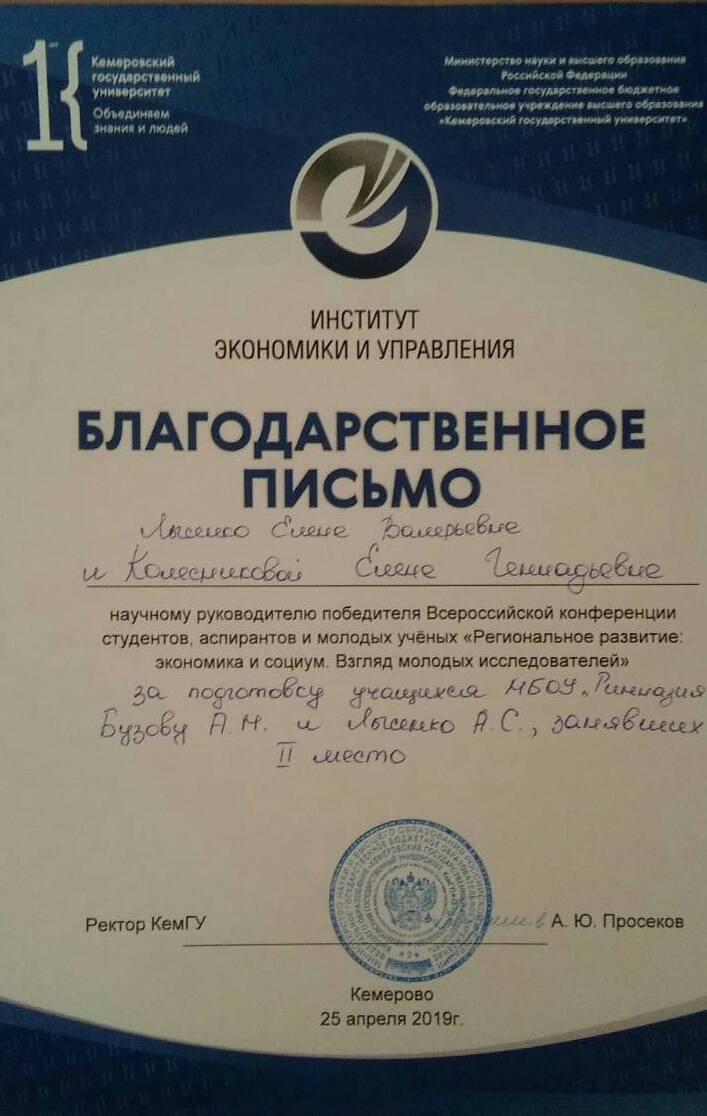 Кемеровский
государственный
университет
Объединяем
знания и людей
Министерство науки и высшего образования
Российской Федерации
Федеральное государственное бюджетное
образовательное учреждение высшего образования
«Кемеровский государственный университет»
ИНСТИТУТ
ЭКОНОМИКИ И УПРАВЛЕНИЯ
БЛАГОДАРСТВЕННОЕ
ПИСЬМО
Лысенко Елене Валерьевне
и Колесниковой Елене Геннадьевне
научному руководителю победителя Всероссийской конференции
студентов, аспирантов и молодых учёных «Региональное развитие:
экономика и социум. Взгляд молодых исследователей»
за подготовку учащихся МБОУ „Гимназия
Бузову А.М. и Лысенко А.С., занявших
II место
Ректор КемГУ
А. Ю. Просеков
Кемерово
25 апреля 2019г.